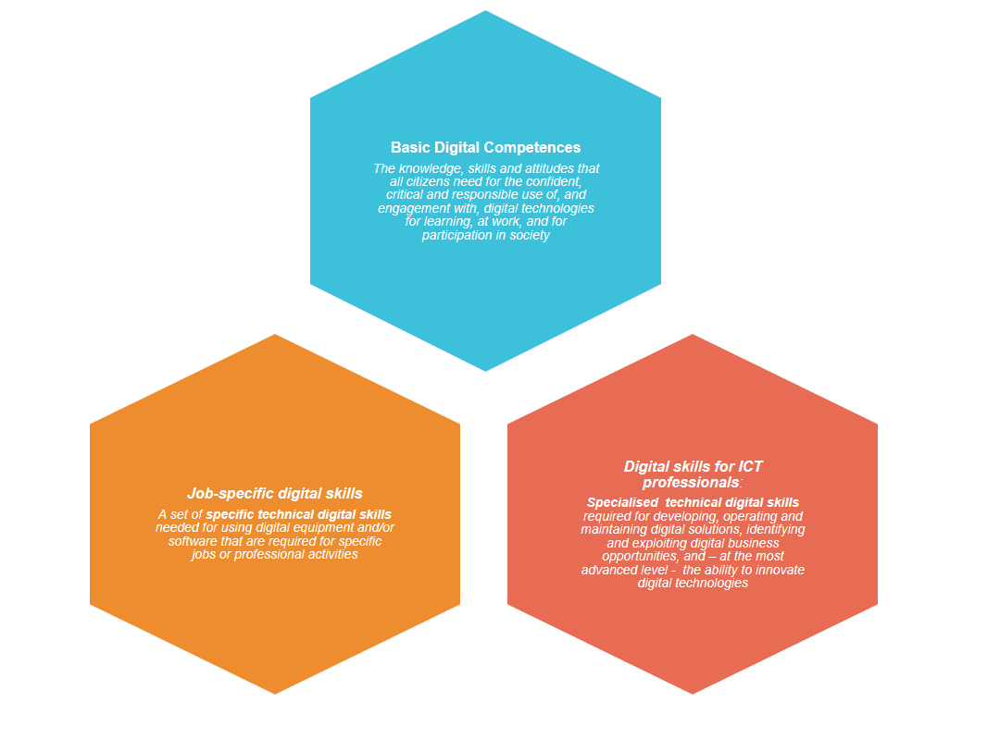 Basic Digital Competences
The knowledge, skills and attitudes that
all citizens need for the confident,
critical and responsible use of, and
engagement with, digital technologies
for learning, at work, and for
participation in society
Job-specific digital skills
A set of specific technical digital skills
needed for using digital equipment and/or
software that are required for specific
jobs or professional activities
Digital skills for ICT
professionals:
Specialised  technical digital skills
required for developing, operating and
maintaining digital solutions, identifying
and exploiting digital business
opportunities, and – at the most
advanced level -  the ability to innovate
digital technologies